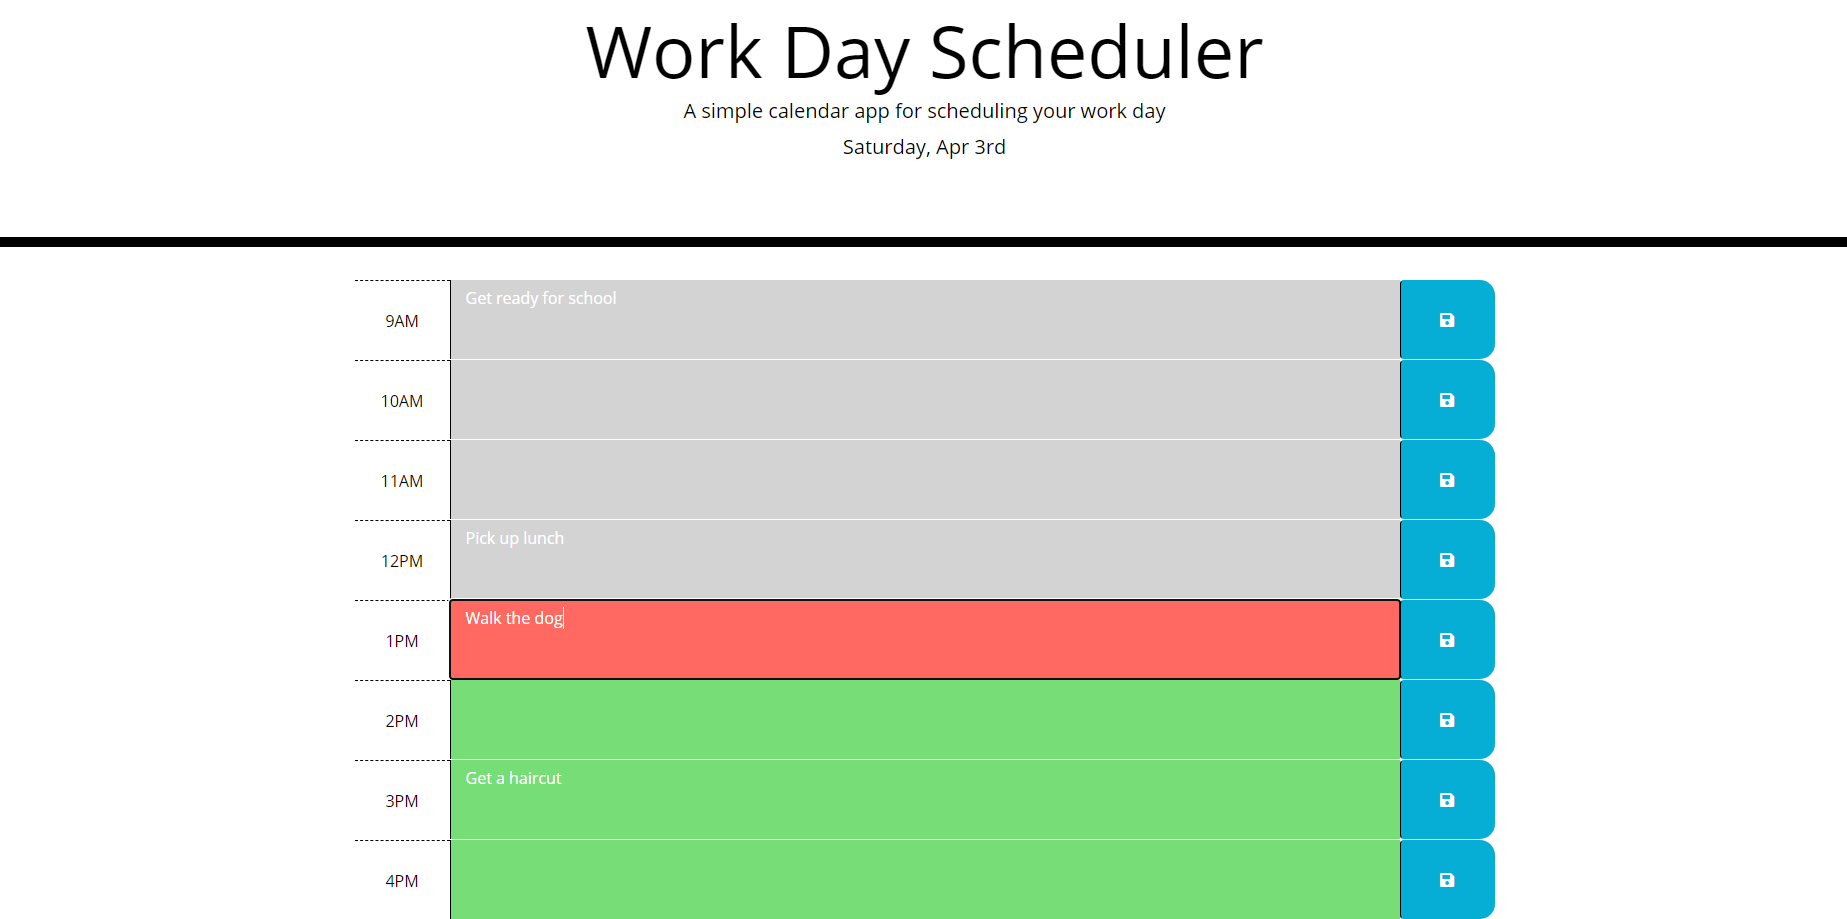 Work Day Scheduler
A simple calendar app for scheduling your work day
Saturday, Apr 3rd
9AM
Get ready for school
10AM
11AM
12PM
Pick up lunch
1PM
Walk the dog
2PM
3PM
Get a haircut
4PM